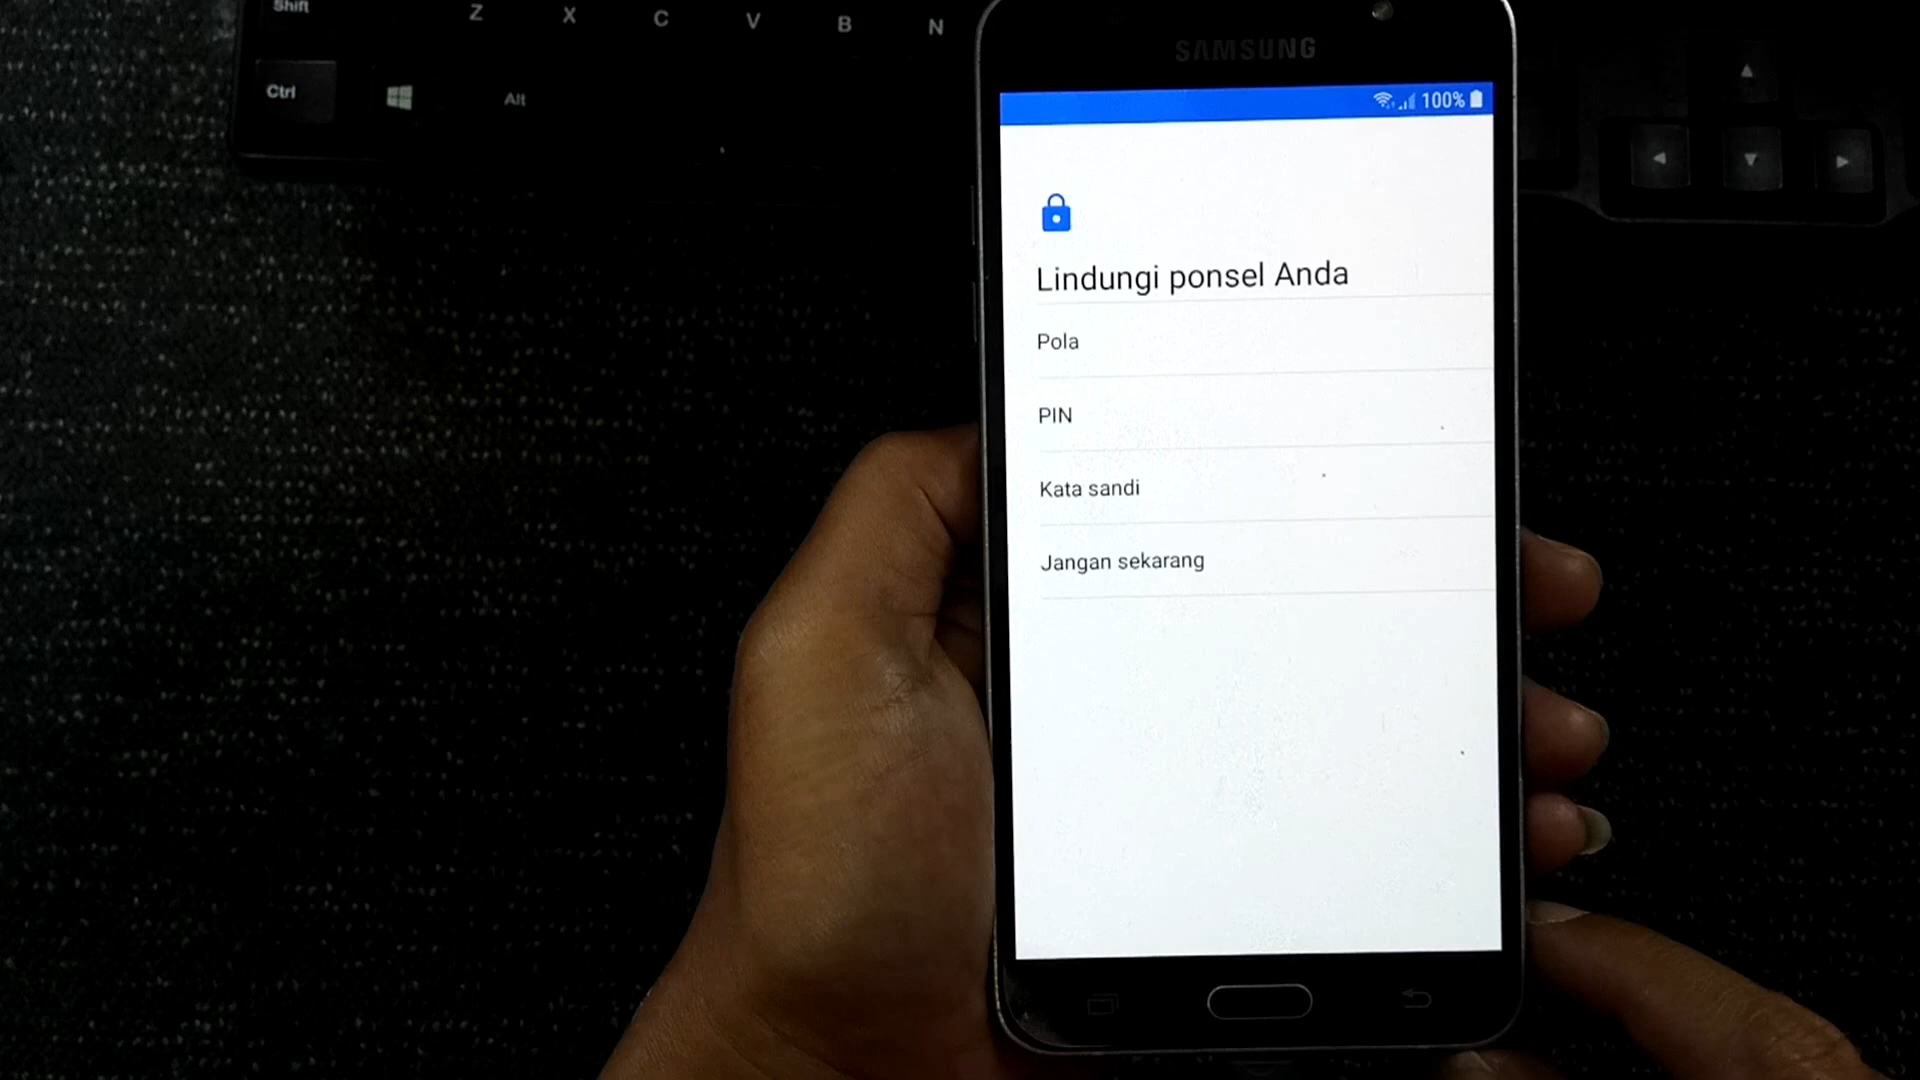 Shift
Z X C V B N
Ctrl
Alt
SAMSUNG
100%
Lindungi ponsel Anda
Pola
PIN
Kata sandi
Jangan sekarang